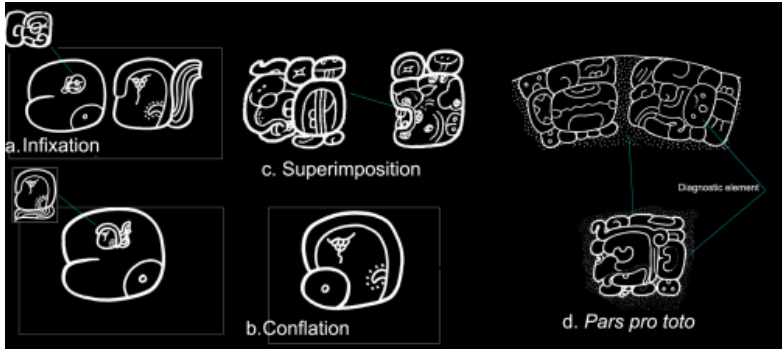 a. Infixation
c. Superimposition
Diagnostic element
b. Conflation
d. Pars pro toto